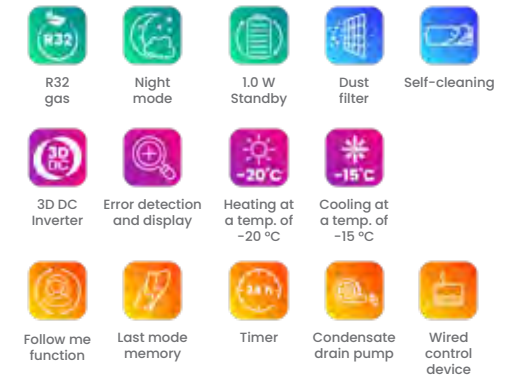 R32
R32
gas
Night
mode
1.0 W
Standby
Dust
filter
Self-cleaning
3D
DC
3D DC
Inverter
Error detection
and display
-20°C
Heating at
a temp. of
-20 °C
-15°C
Cooling at
a temp. of
-15 °C
Follow me
function
Last mode
memory
24 h
Timer
Condensate
drain pump
Wired
control
device